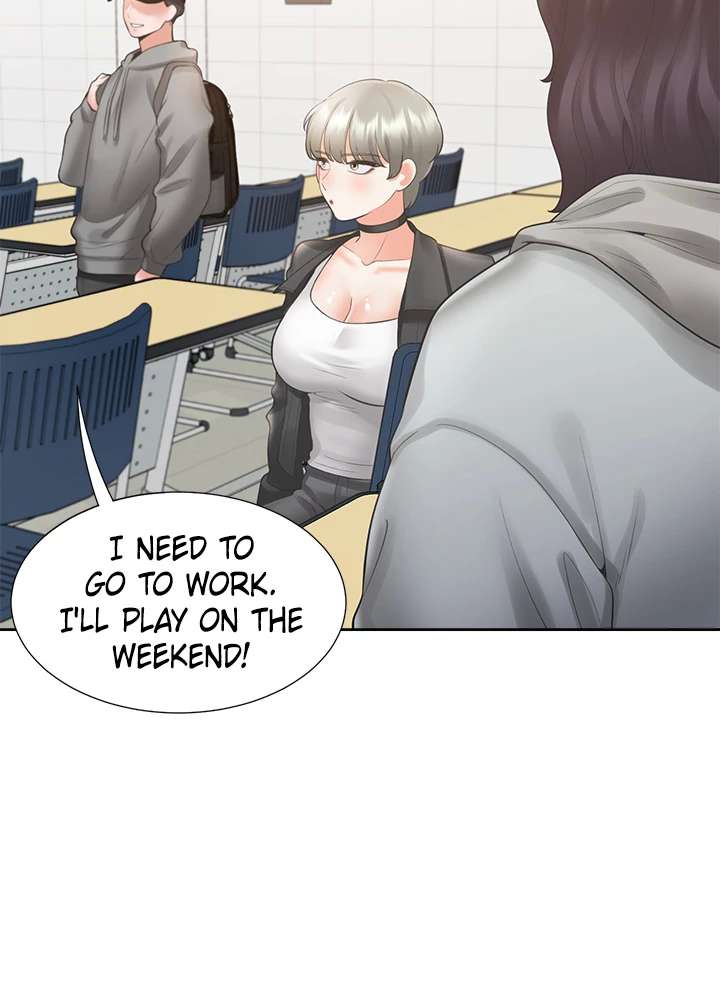 I NEED TO
GO TO WORK.
I'LL PLAY ON THE
WEEKEND!